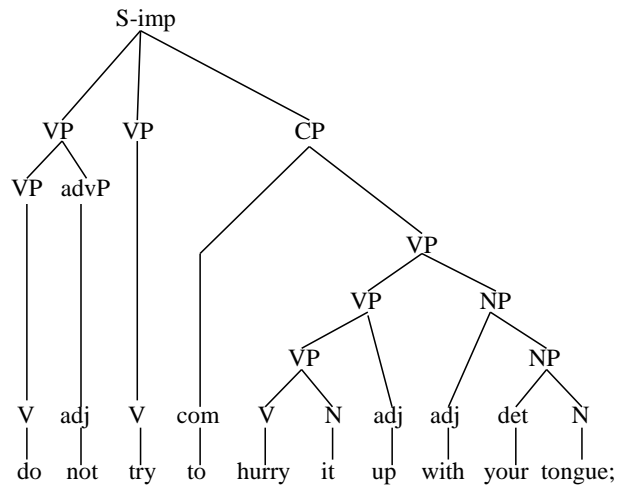 S-imp
VP VP CP
VP advP
VP
VP NP
VP NP
V adj V com V N adj adj det N
do not try to hurry it up with your tongue;